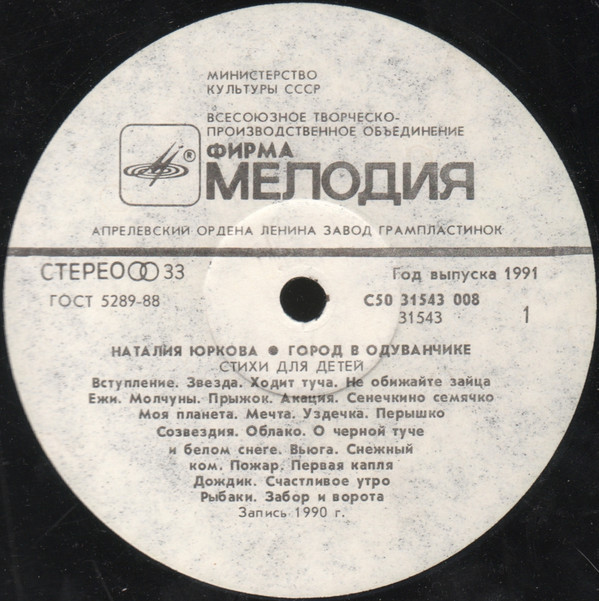 МИНИСТЕРСТВО
КУЛЬТУРЫ СССР
ВСЕСОЮЗНОЕ ТВОРЧЕСКО-
ПРОИЗВОДСТВЕННОЕ ОБЪЕДИНЕНИЕ
®
ФИРМА
МЕЛОДИЯ
АПРЕЛЕВСКИЙ ОРДЕНА ЛЕНИНА ЗАВОД ГРАМПЛАСТИНОК
СТЕРЕО 33
Год выпуска 1991
ГОСТ 5289-88
С50 31543 008
31543
1
НАТАЛИЯ ЮРКОВА ● ГОРОД В ОДУВАНЧИКЕ
СТИХИ ДЛЯ ДЕТЕЙ
Вступление. Звезда. Ходит туча. Не обижайте зайца
Ежи. Молчуны. Прыжок. Акация. Сенечкино семячко
Моя планета. Мечта. Уздечка. Перышко
Созвездия. Облако. О черной туче
и белом снеге. Вьюга. Снежный
ком. Пожар. Первая капля
Дождик. Счастливое утро
Рыбаки. Забор и ворота
Запись 1990 г.